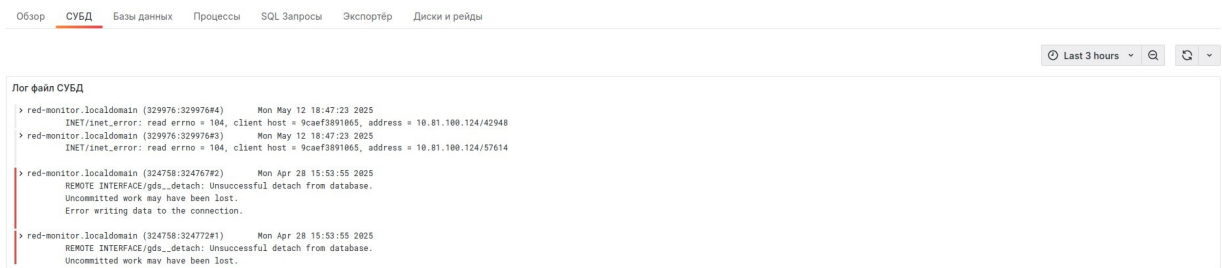 Обзор СУБД Базы данных Процессы SQL Запросы Экспортёр Диски и рейды
Last 3 hours
Лог файл СУБД
> red-monitor.localdomain (329976:329976#4) Mon May 12 18:47:23 2025
INET/inet_error: read errno = 104, client host = 9caef3891065, address = 10.81.100.124/42948
> red-monitor.localdomain (329976:329976#3) Mon May 12 18:47:23 2025
INET/inet_error: read errno = 104, client host = 9caef3891065, address = 10.81.100.124/57614
> red-monitor.localdomain (324758:324767#2) Mon Apr 28 15:53:55 2025
REMOTE INTERFACE/gds__detach: Unsuccessful detach from database.
Uncommitted work may have been lost.
Error writing data to the connection.
> red-monitor.localdomain (324758:324772#1) Mon Apr 28 15:53:55 2025
REMOTE INTERFACE/gds__detach: Unsuccessful detach from database.
Uncommitted work may have been lost.